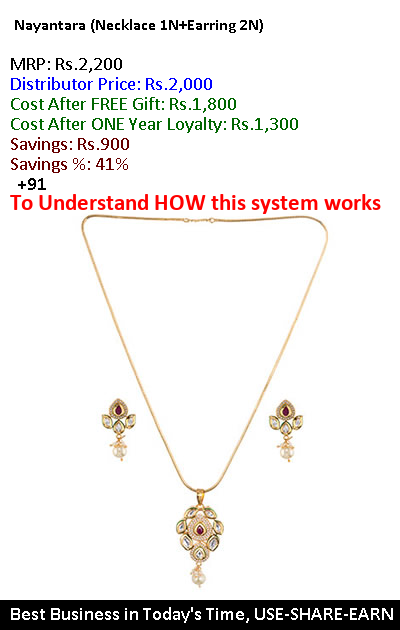 Nayantara (Necklace 1N+Earring 2N)
MRP: Rs.2,200
Distributor Price: Rs.2,000
Cost After FREE Gift: Rs.1,800
Cost After ONE Year Loyalty: Rs.1,300
Savings: Rs.900
Savings %: 41%
+91
To Understand HOW this system works
Best Business in Today's Time, USE-SHARE-EARN